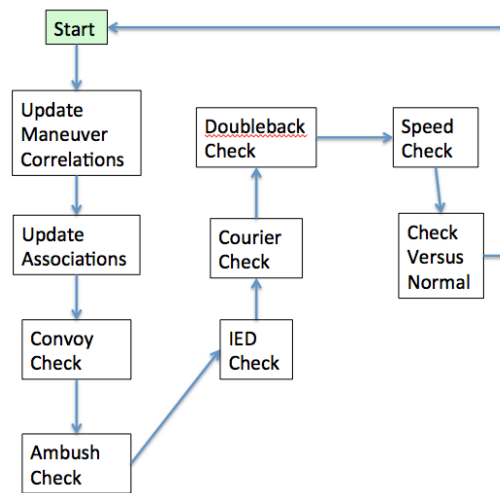 Start
Update
Maneuver
Correlations
Update
Associations
Convoy
Check
Ambush
Check
IED
Check
Courier
Check
Doubleback
Check
Speed
Check
Check
Versus
Normal